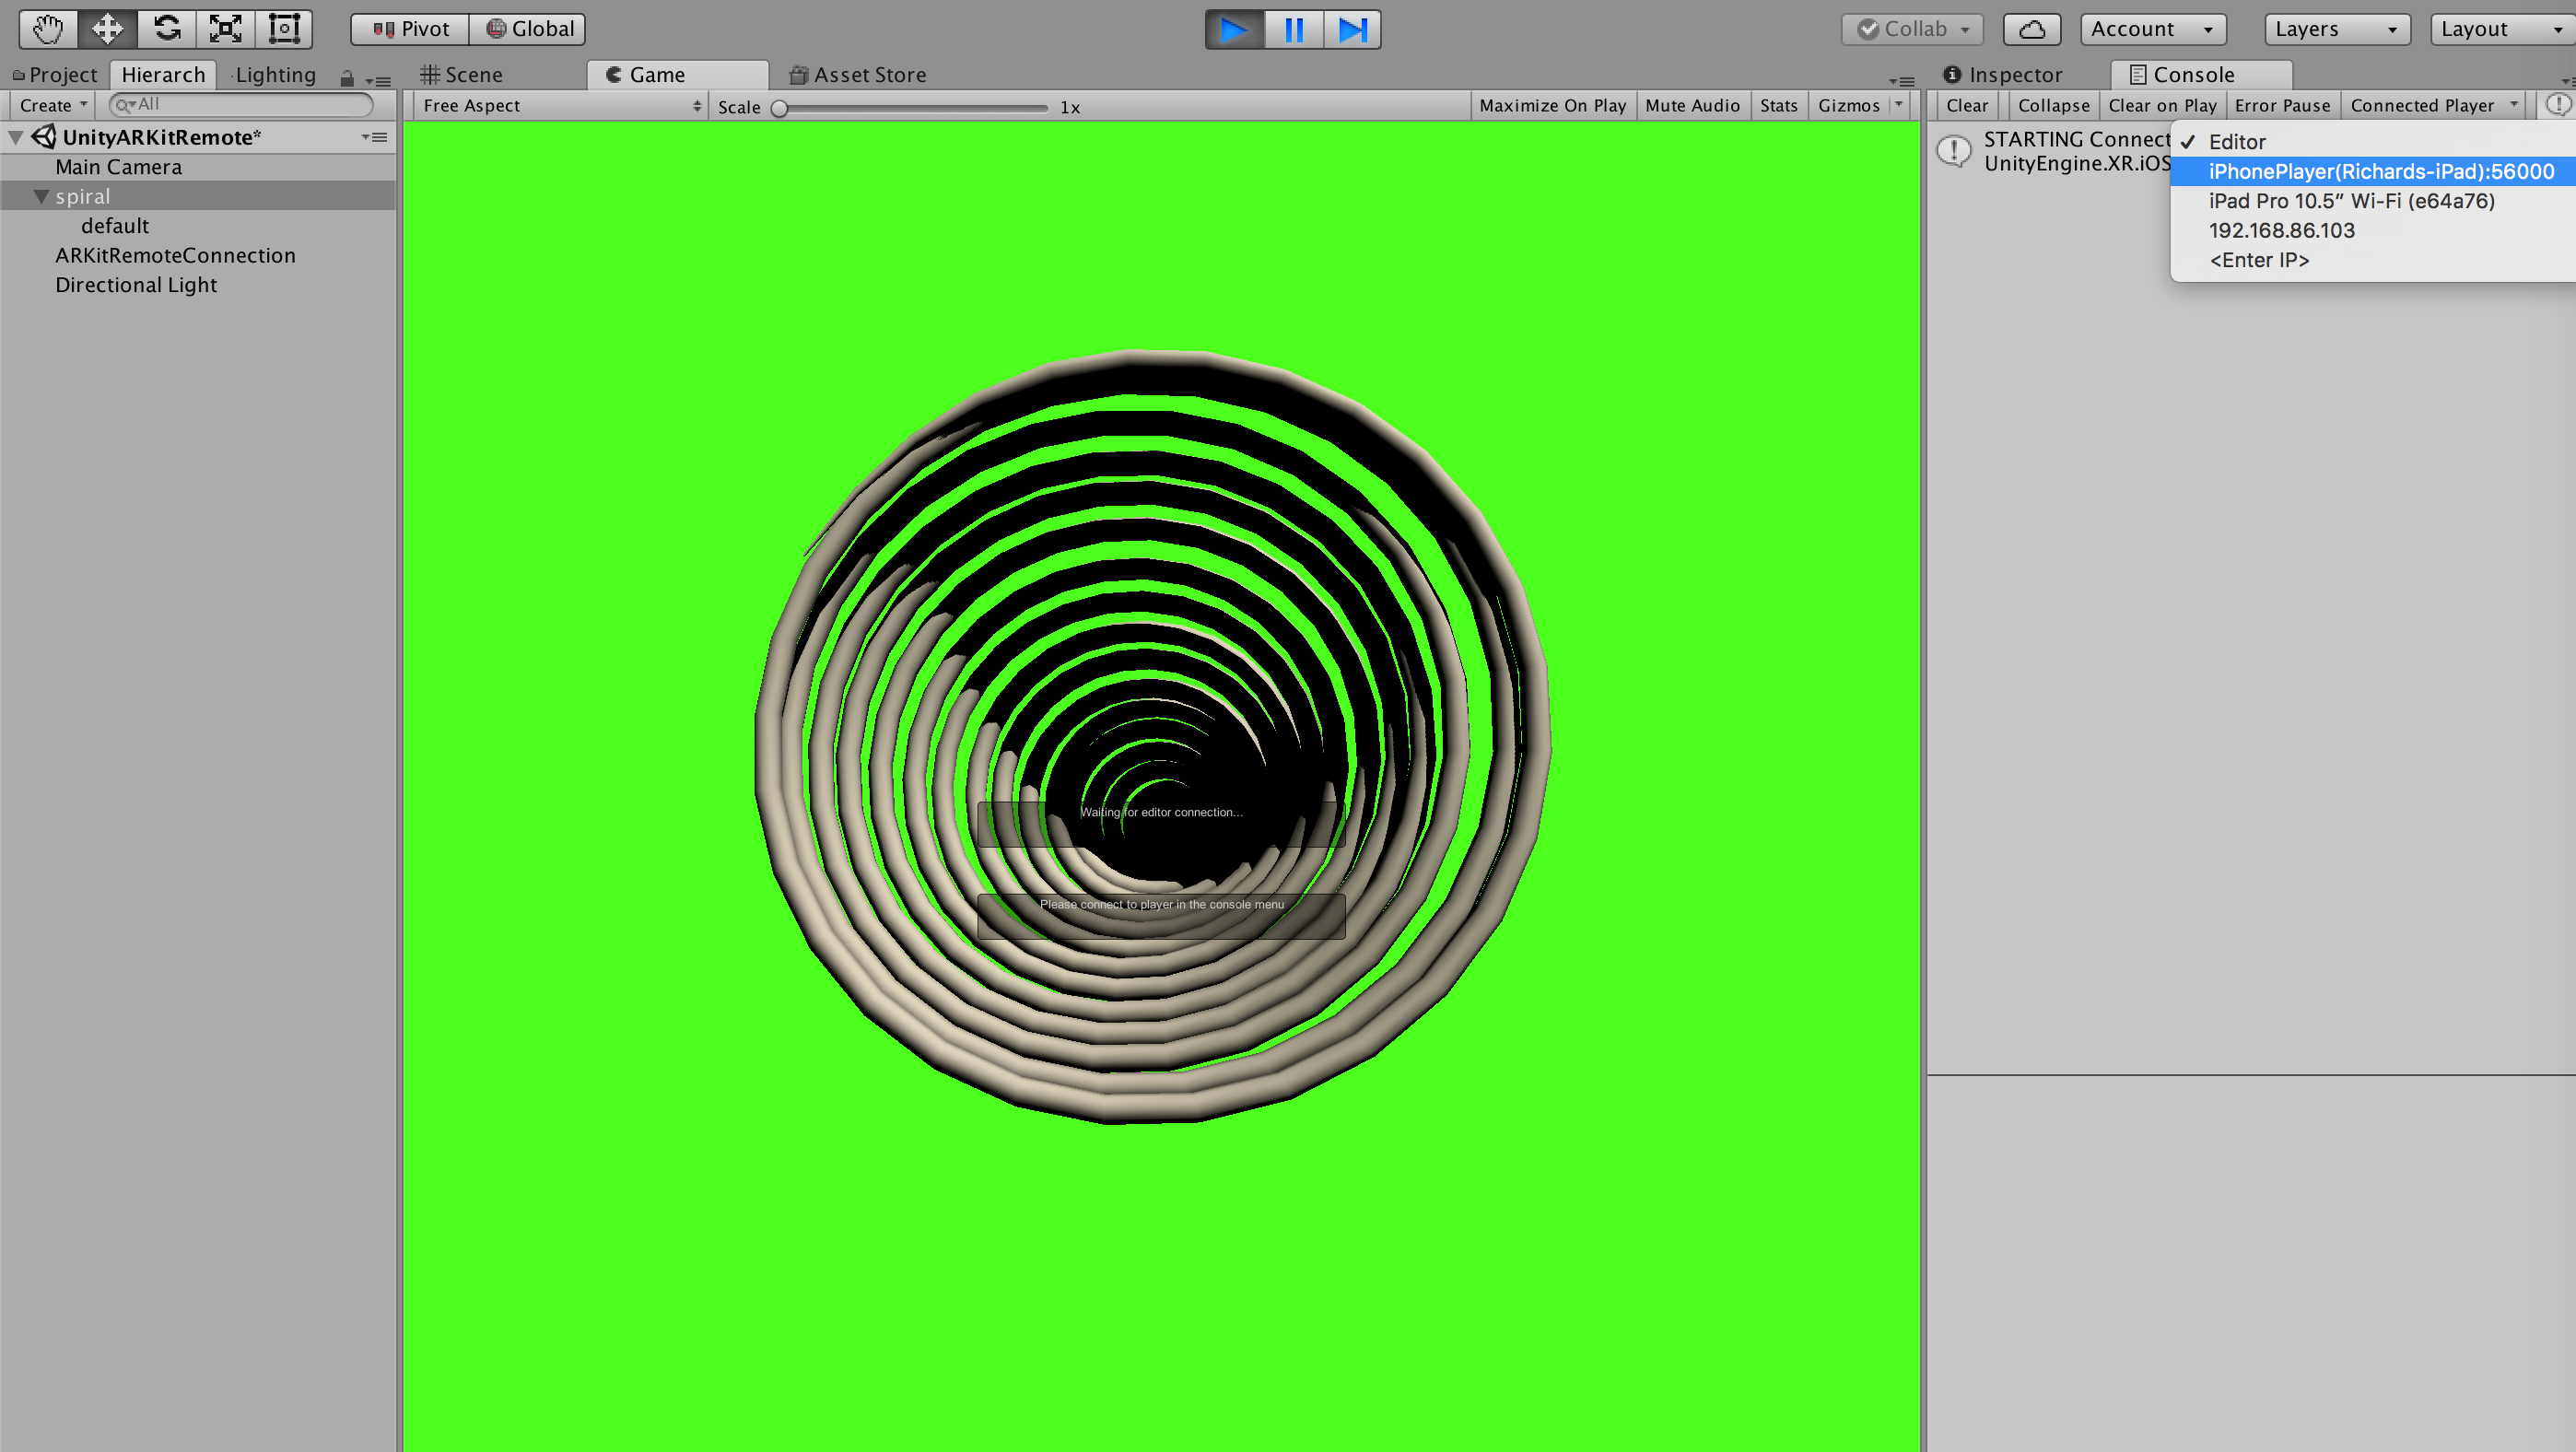 Pivot Global Collab Account Layers Layout
Project Hierarch Lighting Scene Game Asset Store Inspector Console
Create All Free Aspect Scale 1x Maximize On Play Mute Audio Stats Gizmos Clear Collapse Clear on Play Error Pause Connected Player
UnityARKitRemote*
Main Camera
spiral
default
ARKitRemoteConnection
Directional Light
Waiting for editor connection...
Please connect to player in the console menu
STARTING Connect
UnityEngine.XR.iOS
Editor
iPhonePlayer(Richards-iPad):56000
iPad Pro 10.5” Wi-Fi (e64a76)
192.168.86.103
<Enter IP>